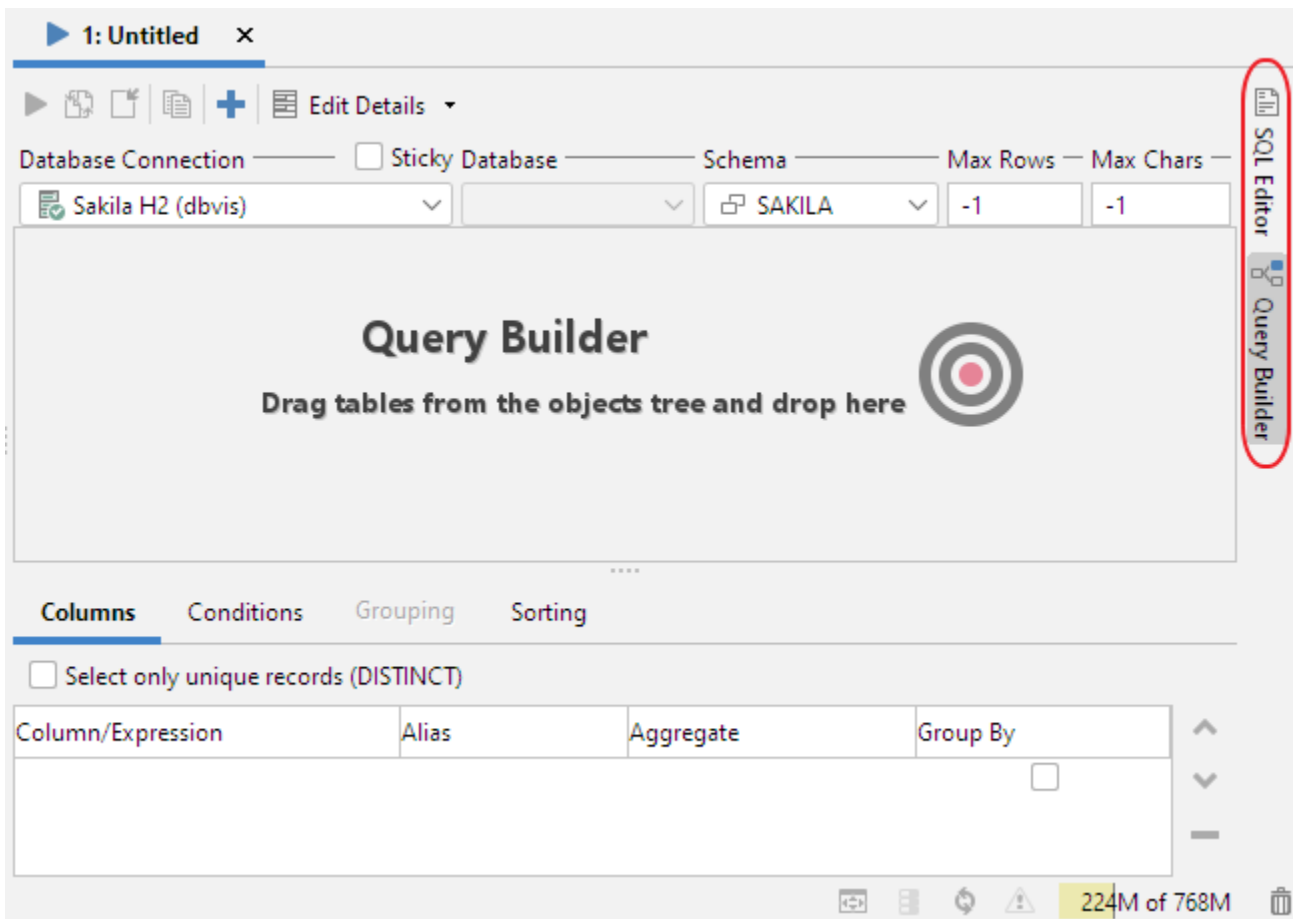 1: Untitled
Edit Details
Database Connection Sticky Database Schema Max Rows Max Chars
Sakila H2 (dbvis) SAKILA -1 -1
Query Builder
Drag tables from the objects tree and drop here
SQL Editor
Query Builder
Columns Conditions Grouping Sorting
Select only unique records (DISTINCT)
Column/Expression Alias Aggregate Group By
224M of 768M